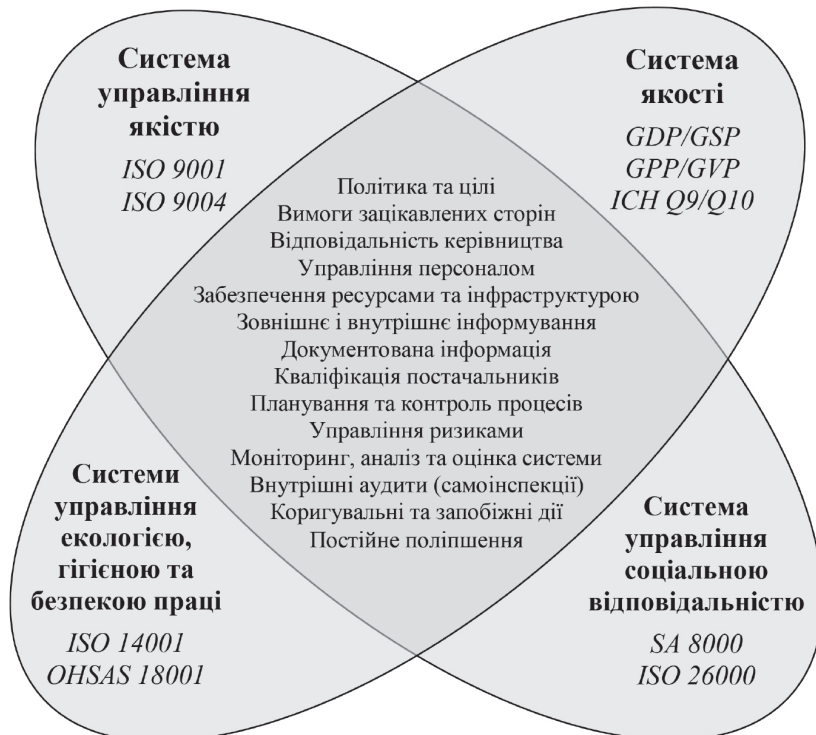 Система
управління
якістю
ISO 9001
ISO 9004
Система
якості
GDP/GSP
GPP/GVP
ICH Q9/Q10
Політика та цілі
Вимоги зацікавлених сторін
Відповідальність керівництва
Управління персоналом
Забезпечення ресурсами та інфраструктурою
Зовнішнє і внутрішнє інформування
Документована інформація
Кваліфікація постачальників
Планування та контроль процесів
Управління ризиками
Моніторинг, аналіз та оцінка системи
Внутрішні аудити (самоінспекції)
Коригувальні та запобіжні дії
Постійне поліпшення
Системи
управління
екологією,
гігієною та
безпекою праці
ISO 14001
OHSAS 18001
Система
управління
соціальною
відповідальністю
SA 8000
ISO 26000